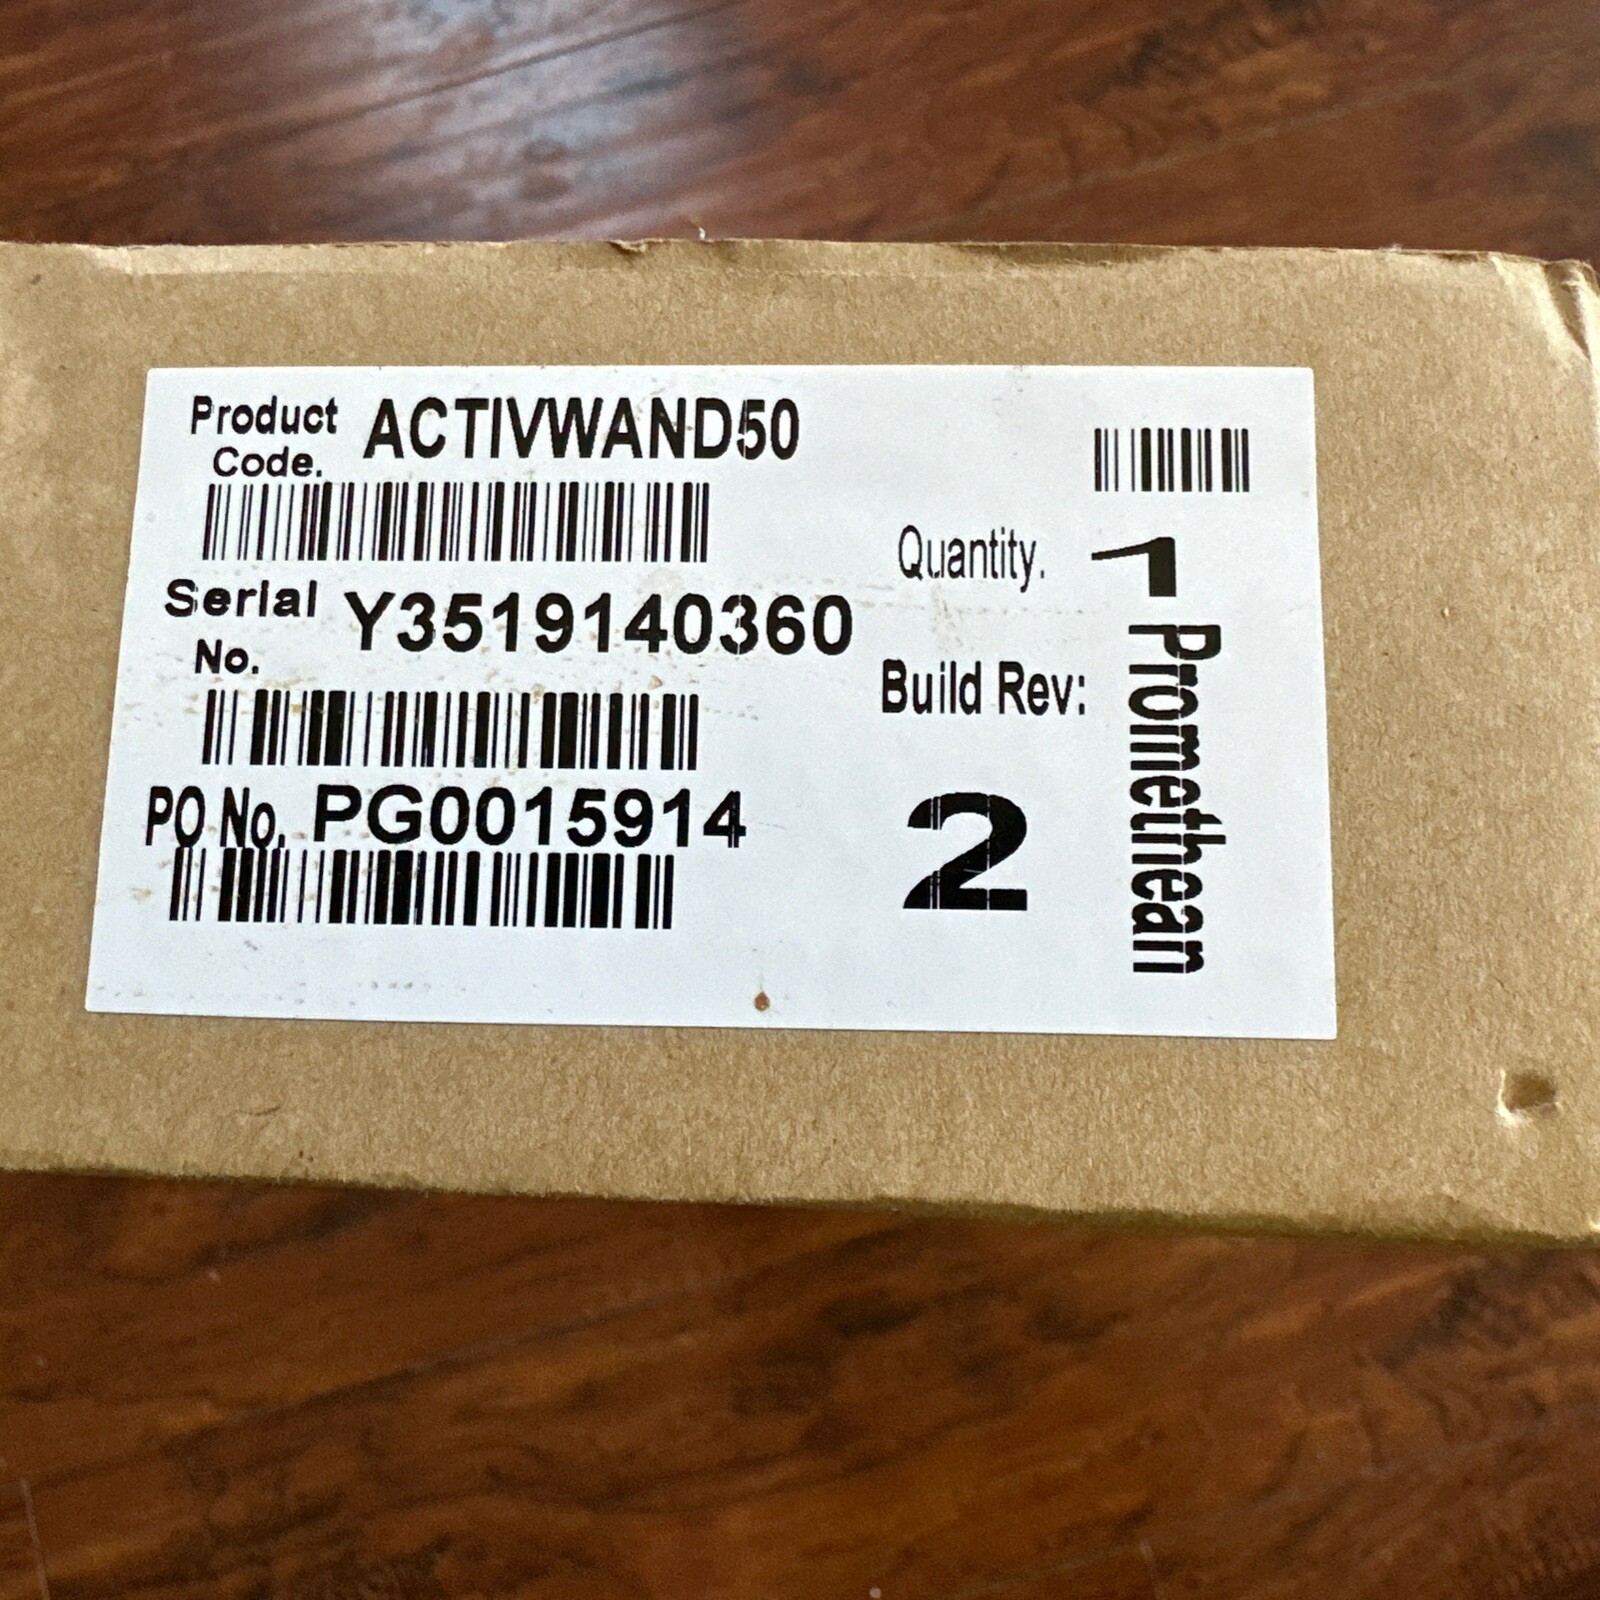 Product
Code. ACTIVWAND50
Serial
No. Y3519140360
PO No. PG0015914
Quantity. 1
Build Rev:
2
Promethean